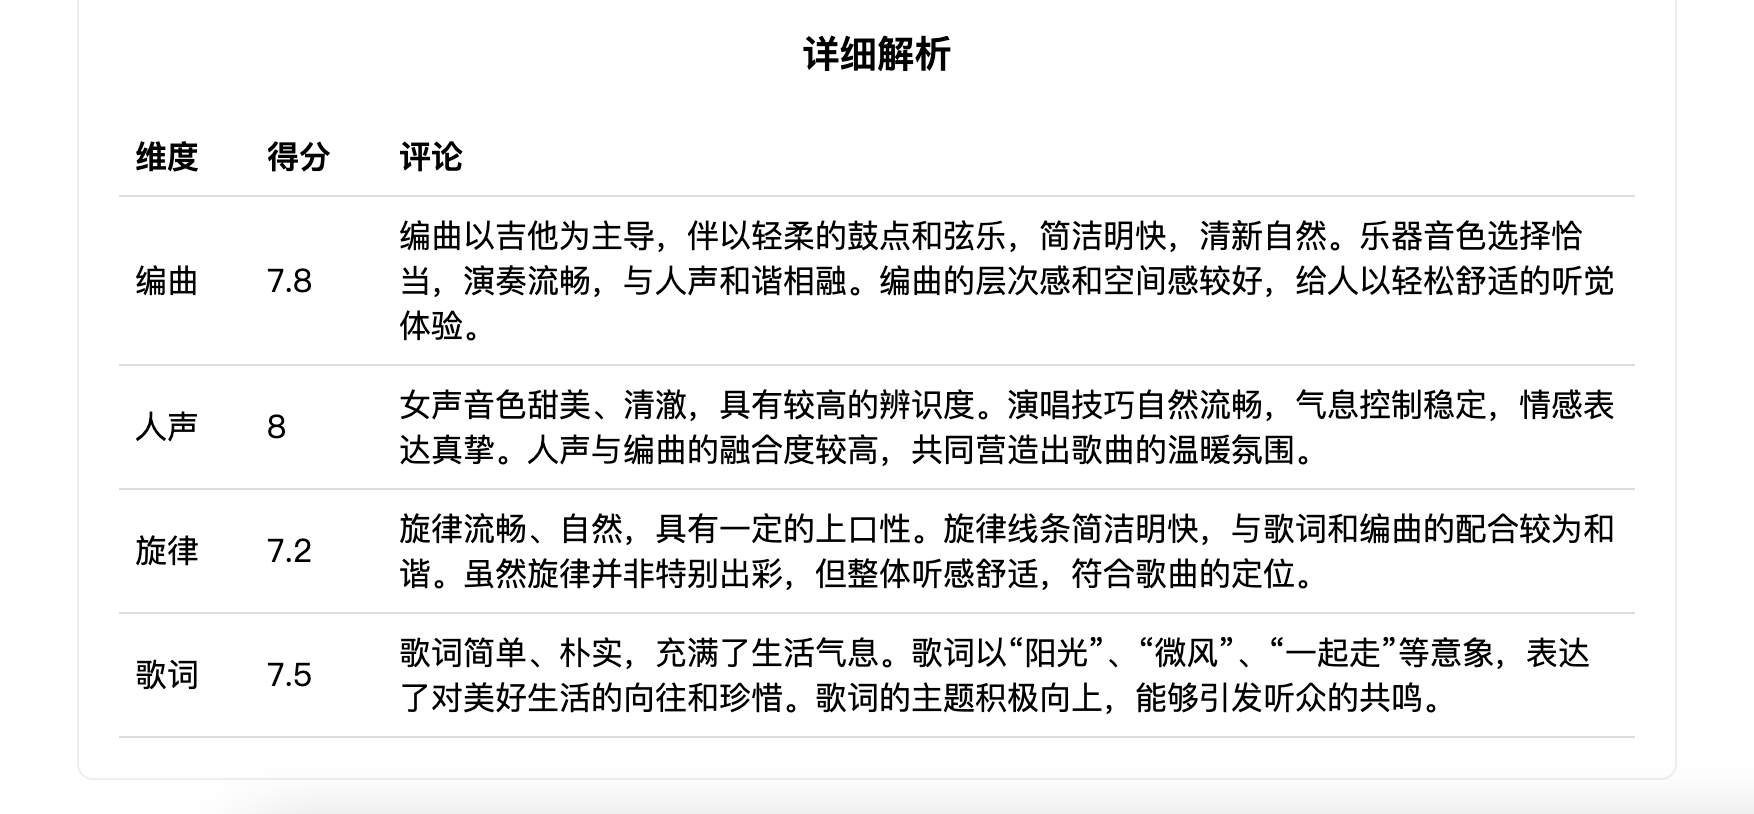 详细解析
维度 得分 评论
编曲以吉他为主导，伴以轻柔的鼓点和弦乐，简洁明快，清新自然。乐器音色选择恰
编曲 7.8 当，演奏流畅，与人声和谐相融。编曲的层次感和空间感较好，给人以轻松舒适的听觉
体验。
女声音色甜美、清澈，具有较高的辨识度。演唱技巧自然流畅，气息控制稳定，情感表
人声 8
达真挚。人声与编曲的融合度较高，共同营造出歌曲的温暖氛围。
旋律流畅、自然，具有一定的上口性。旋律线条简洁明快，与歌词和编曲的配合较为和
旋律 7.2
谐。虽然旋律并非特别出彩，但整体听感舒适，符合歌曲的定位。
歌词简单、朴实，充满了生活气息。歌词以“阳光”、“微风”、“一起走”等意象，表达
歌词 7.5
了对美好生活的向往和珍惜。歌词的主题积极向上，能够引发听众的共鸣。